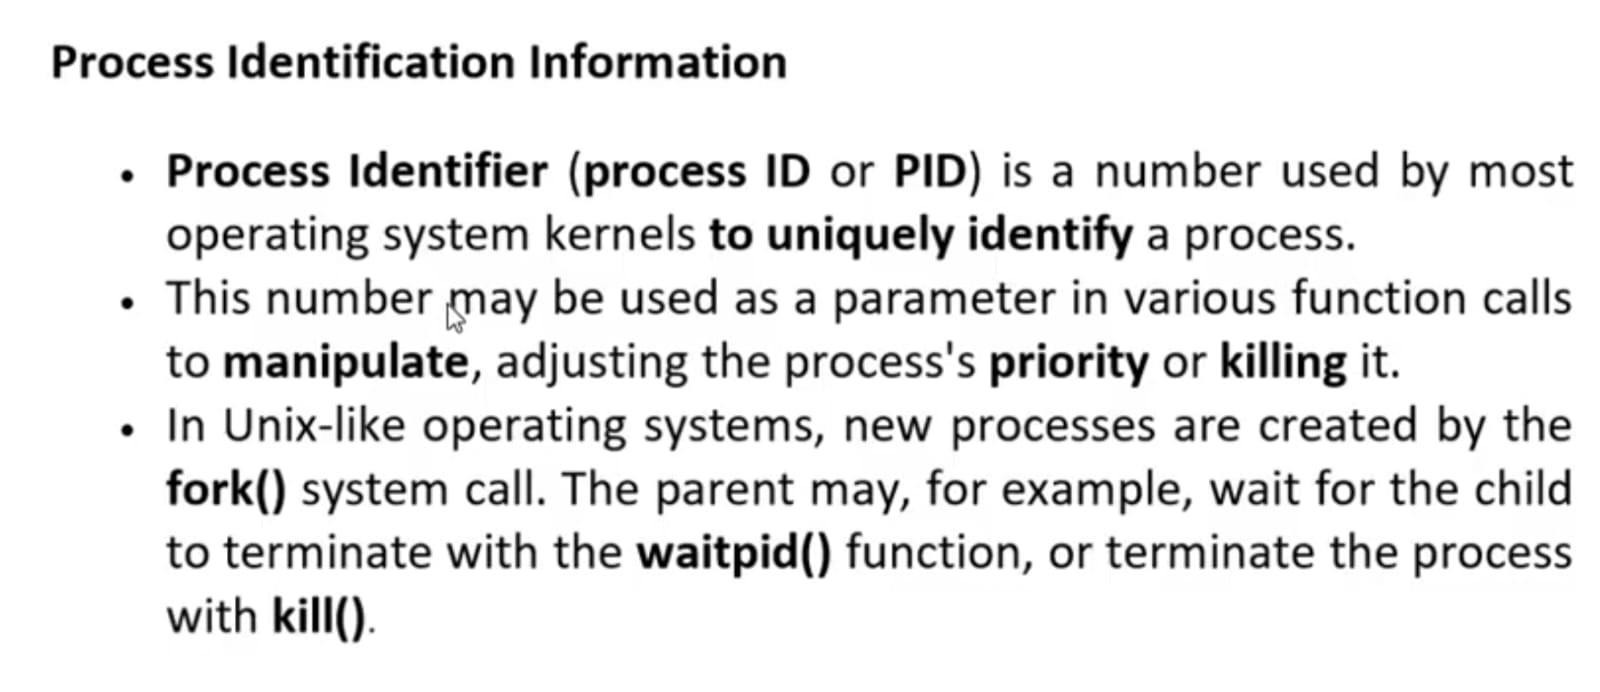 Process Identification Information
• Process Identifier (process ID or PID) is a number used by most
operating system kernels to uniquely identify a process.
• This number may be used as a parameter in various function calls
to manipulate, adjusting the process's priority or killing it.
• In Unix-like operating systems, new processes are created by the
fork() system call. The parent may, for example, wait for the child
to terminate with the waitpid() function, or terminate the process
with kill().